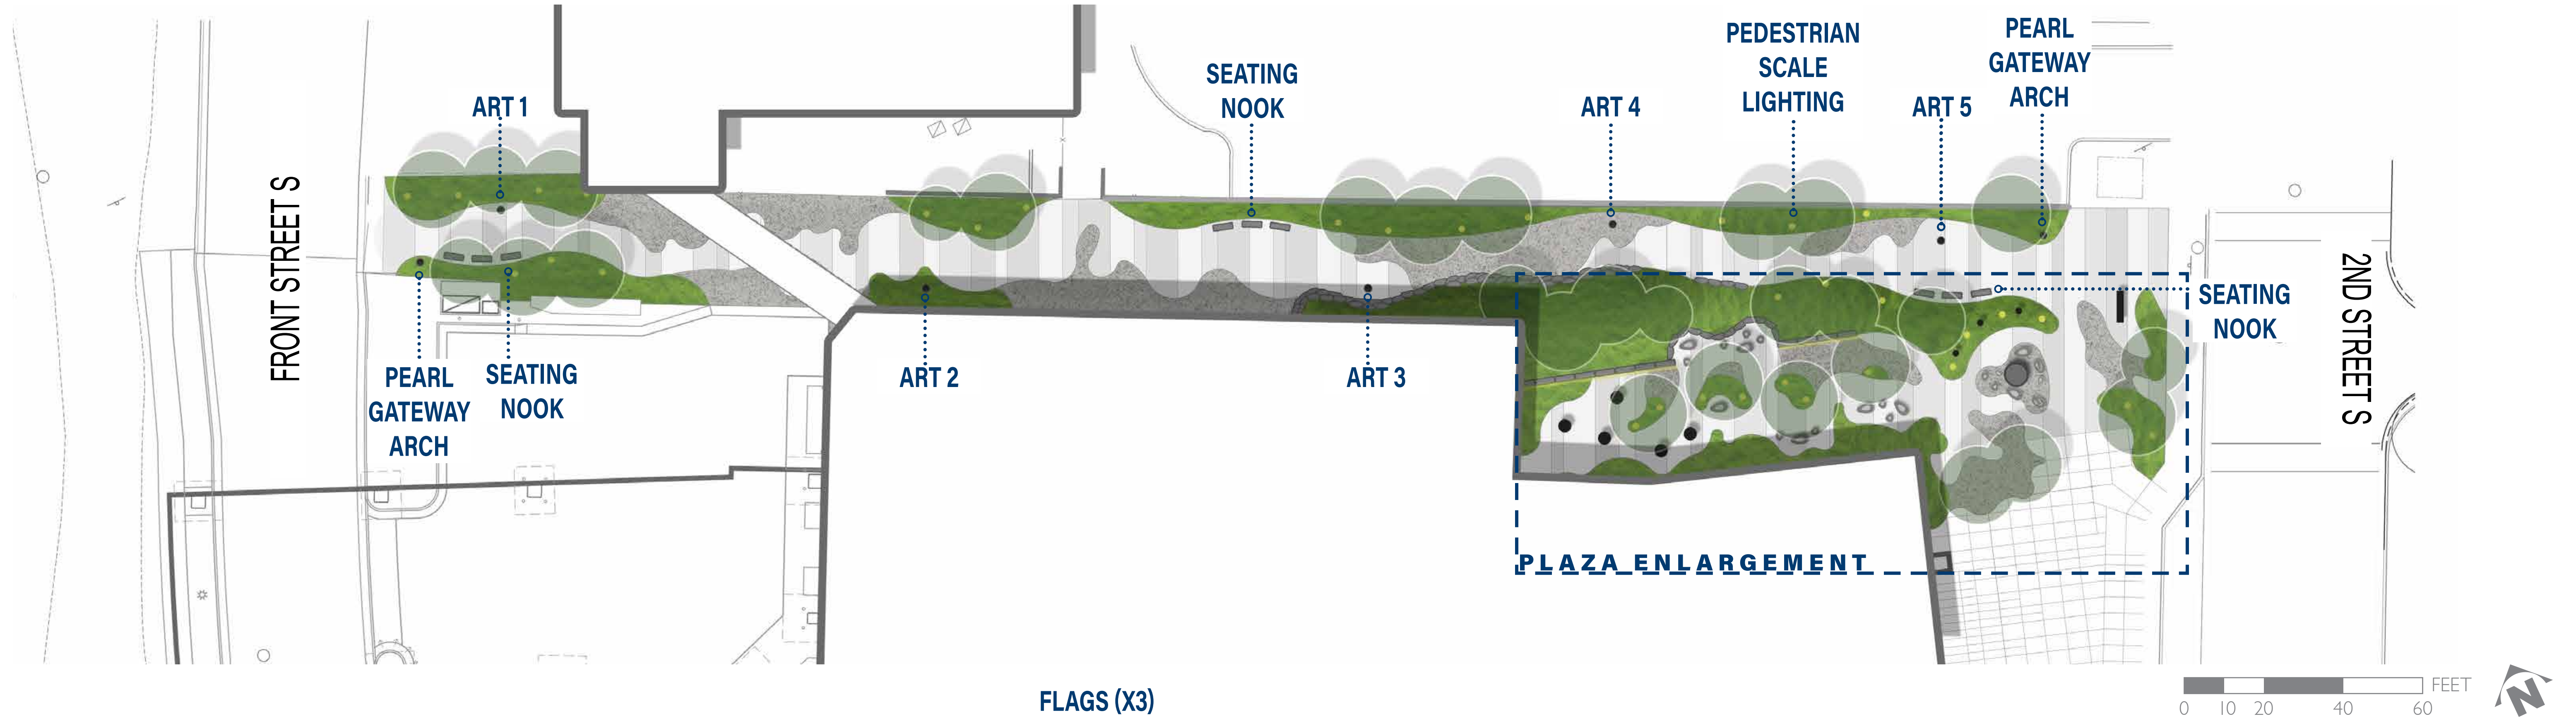 PEDESTRIAN
SCALE
LIGHTING
PEARL
GATEWAY
ARCH
SEATING
NOOK
ART 1
ART 4
ART 5
FRONT STREET S
2ND STREET S
SEATING
NOOK
PEARL
GATEWAY
ARCH
SEATING
NOOK
ART 2
ART 3
PLAZA ENLARGEMENT
FLAGS (X3)
FEET
0 10 20 40 60
N